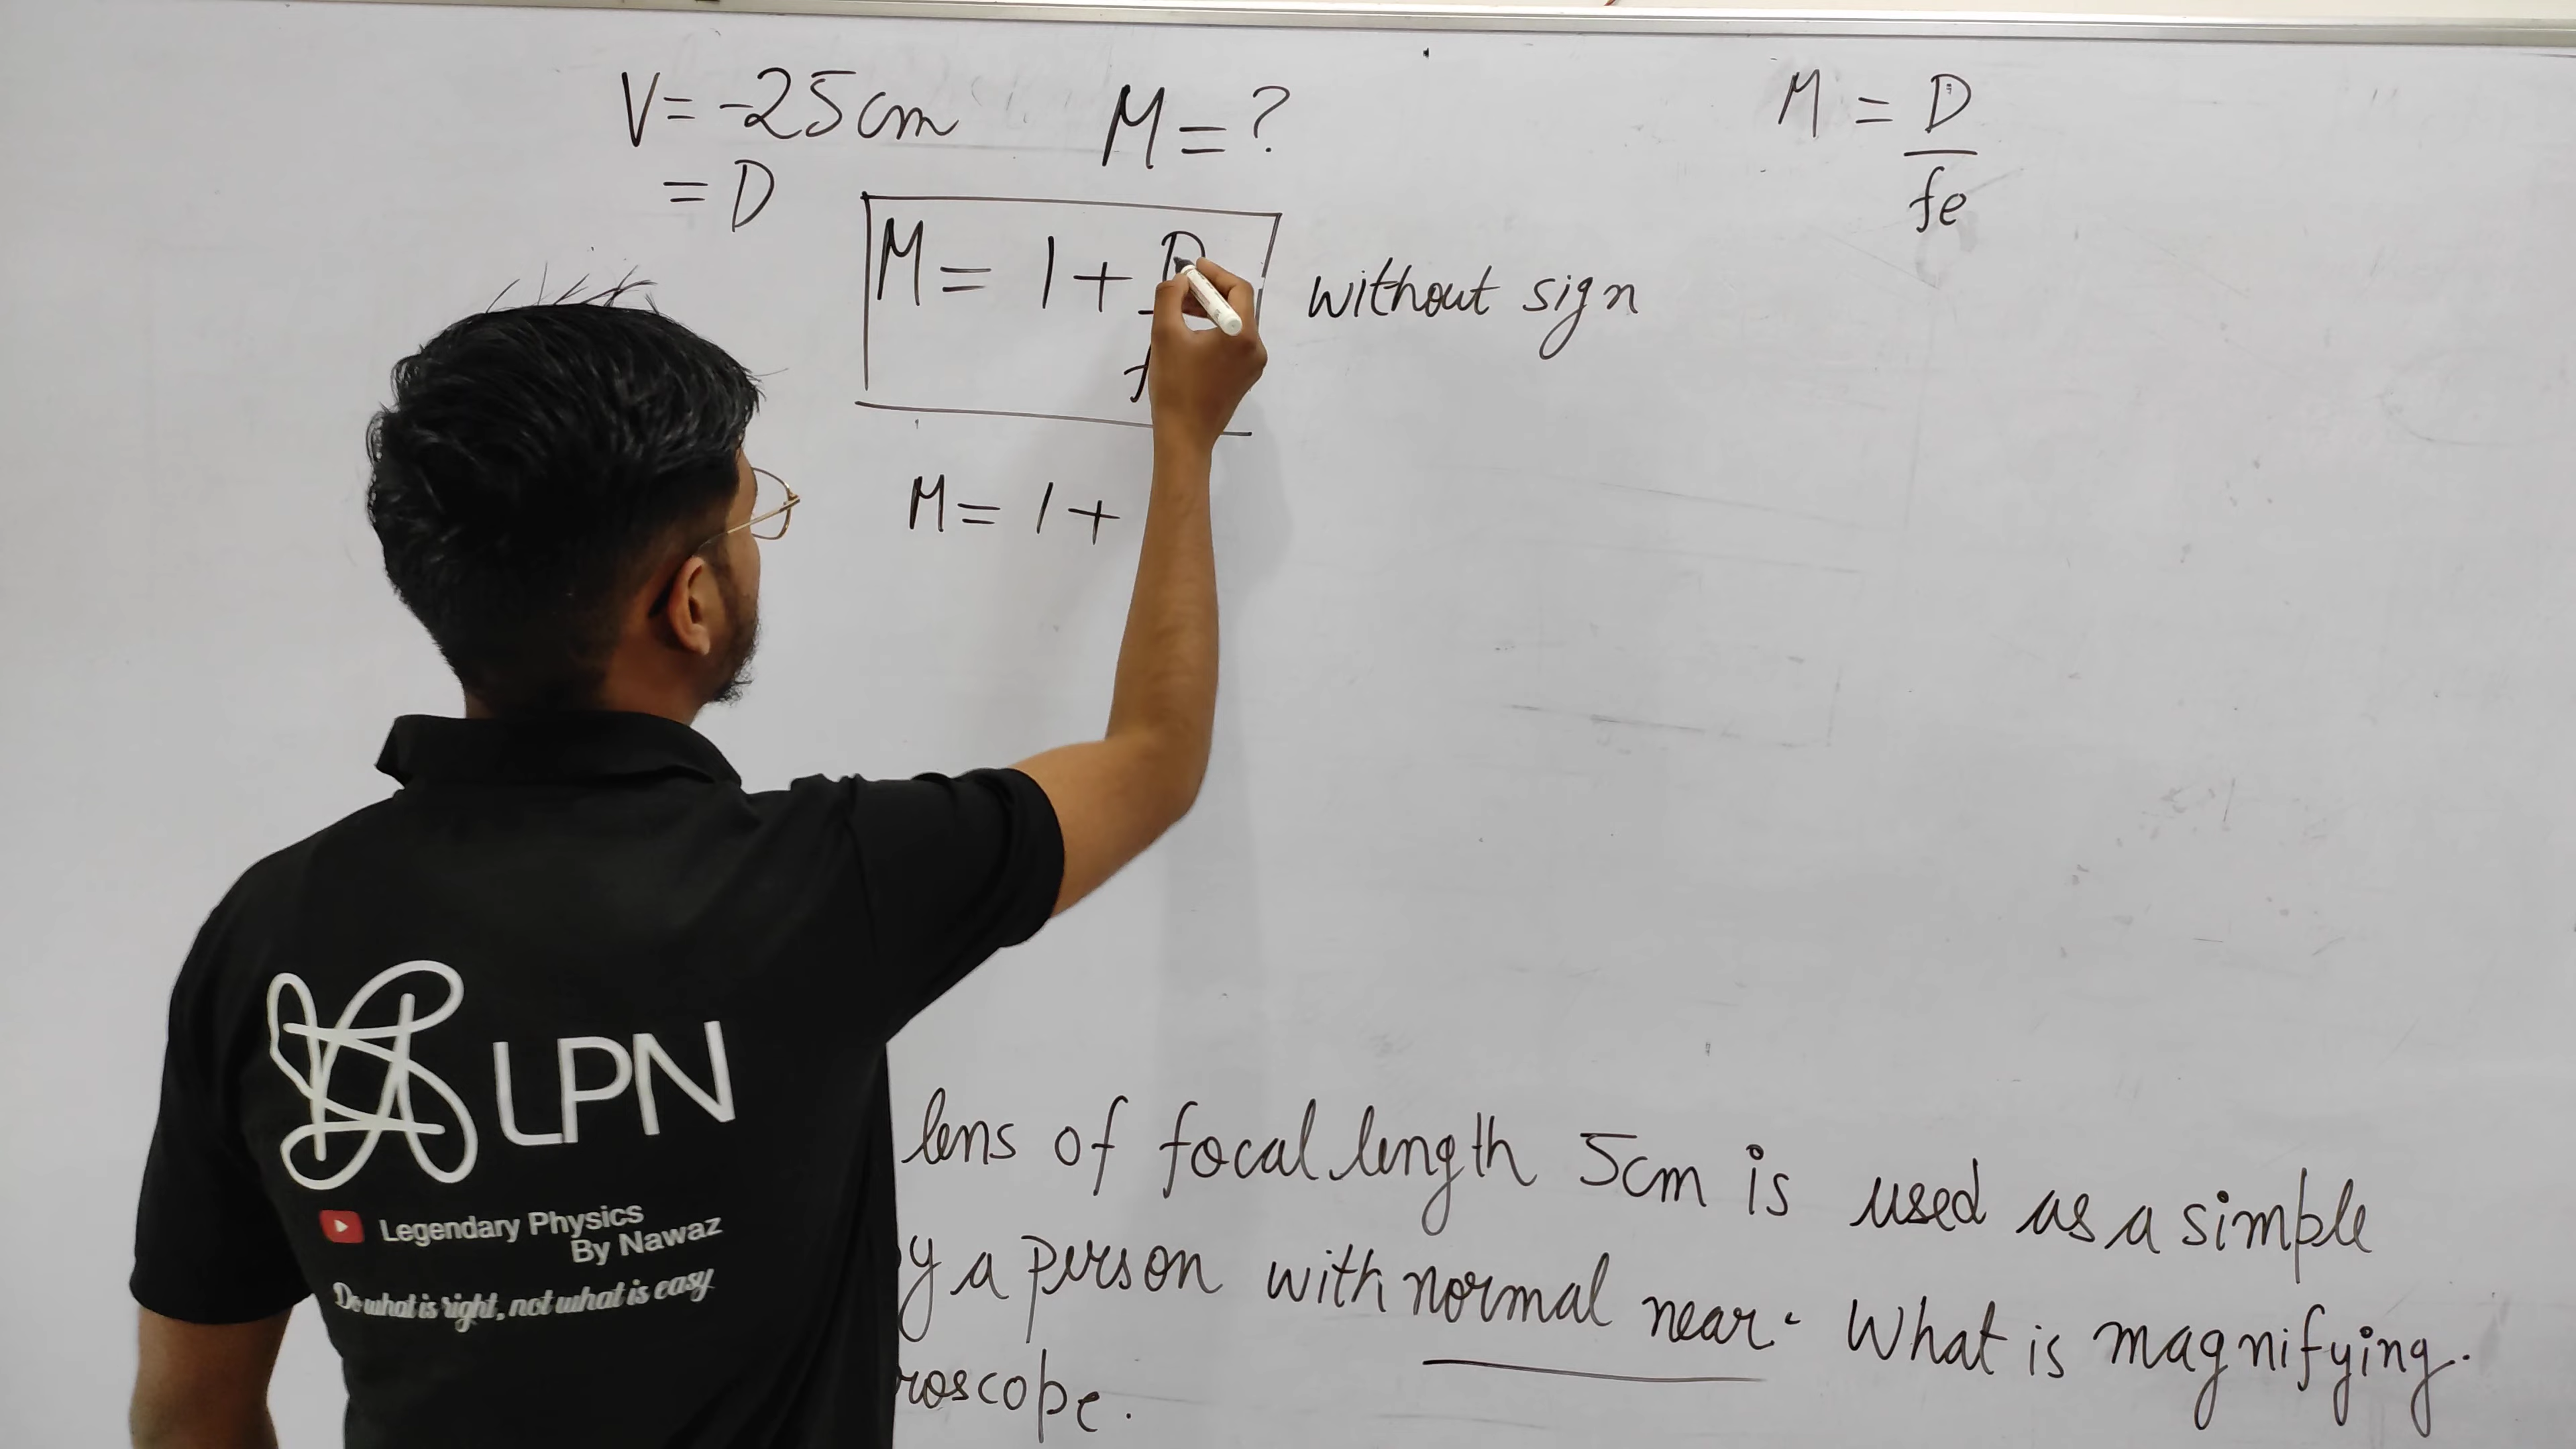 V = -25cm M = ?
= D
M = D/fe
M = 1 + D/f without sign
M = 1 +
lens of focal length 5cm is used as a simple
y a person with normal near. What is magnifying.
roscope.
LPN
Legendary Physics
By Nawaz
Do what is right, not what is easy